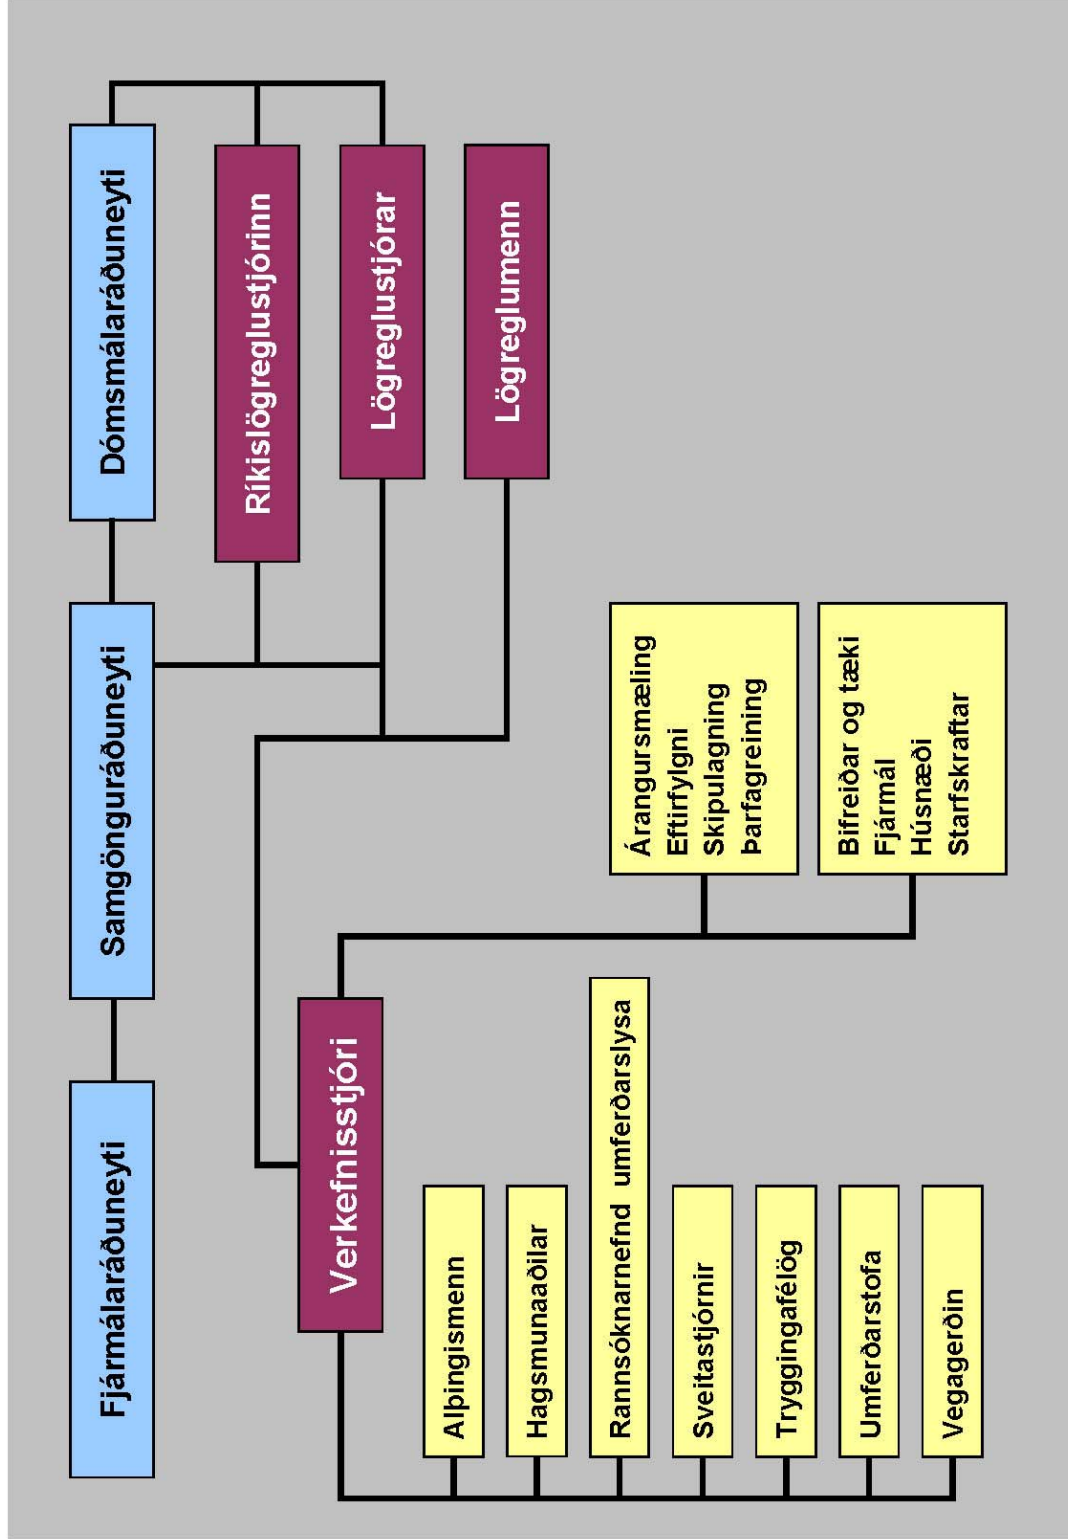 Fjármálaráðuneyti
Samgönguráðuneyti
Dómsmálaráðuneyti
Ríkislögreglustjórinn
Lögreglustjórar
Lögreglumenn
Verkefnisstjóri
Alþingismenn
Hagsmunaaðilar
Rannsóknarnefnd umferðarslysa
Sveitastjórnir
Tryggingafélög
Umferðarstofa
Vegagerðin
Árangursmæling
Eftirfylgni
Skipulagning
Þarfagreining
Bifreiðar og tæki
Fjármál
Húsnæði
Starfskraftar